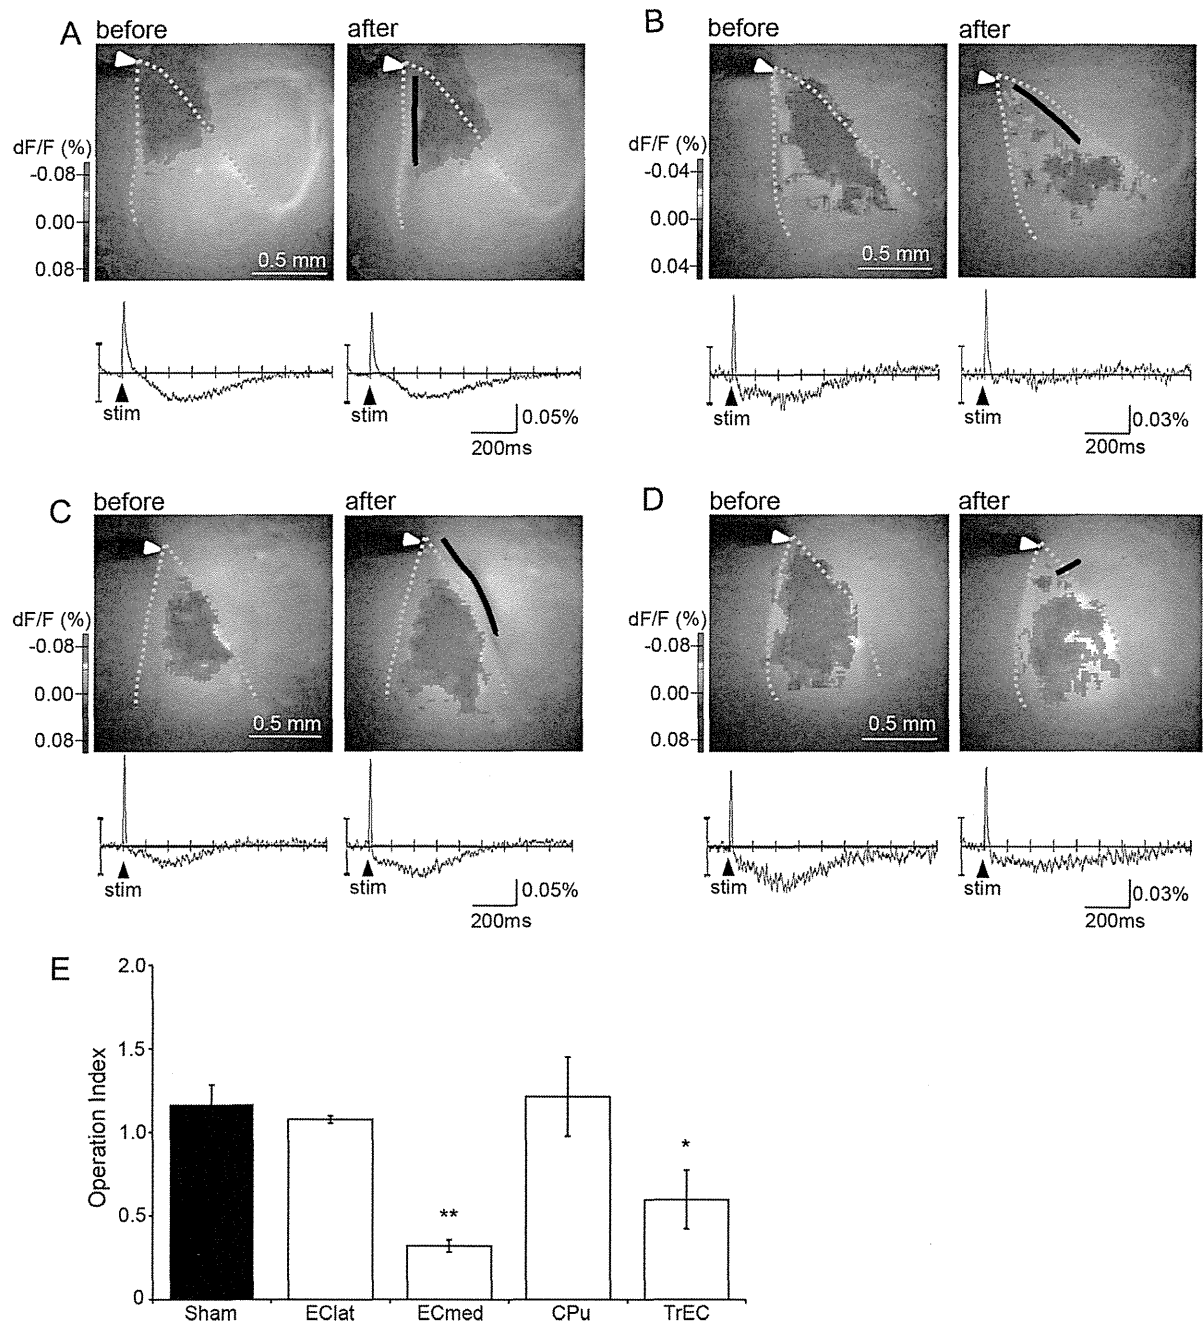 A
before
after
dF/F (%)
-0.08
0.00
0.08
0.5 mm
stim
stim
0.05%
200ms
B
before
after
dF/F (%)
-0.04
0.00
0.04
0.5 mm
stim
stim
0.03%
200ms
C
before
after
dF/F (%)
-0.08
0.00
0.08
0.5 mm
stim
stim
0.05%
200ms
D
before
after
dF/F (%)
-0.08
0.00
0.08
0.5 mm
stim
stim
0.03%
200ms
E
Operation Index
2.0
1.5
1.0
0.5
0
**
*
Sham
EClat
ECmed
CPu
TrEC